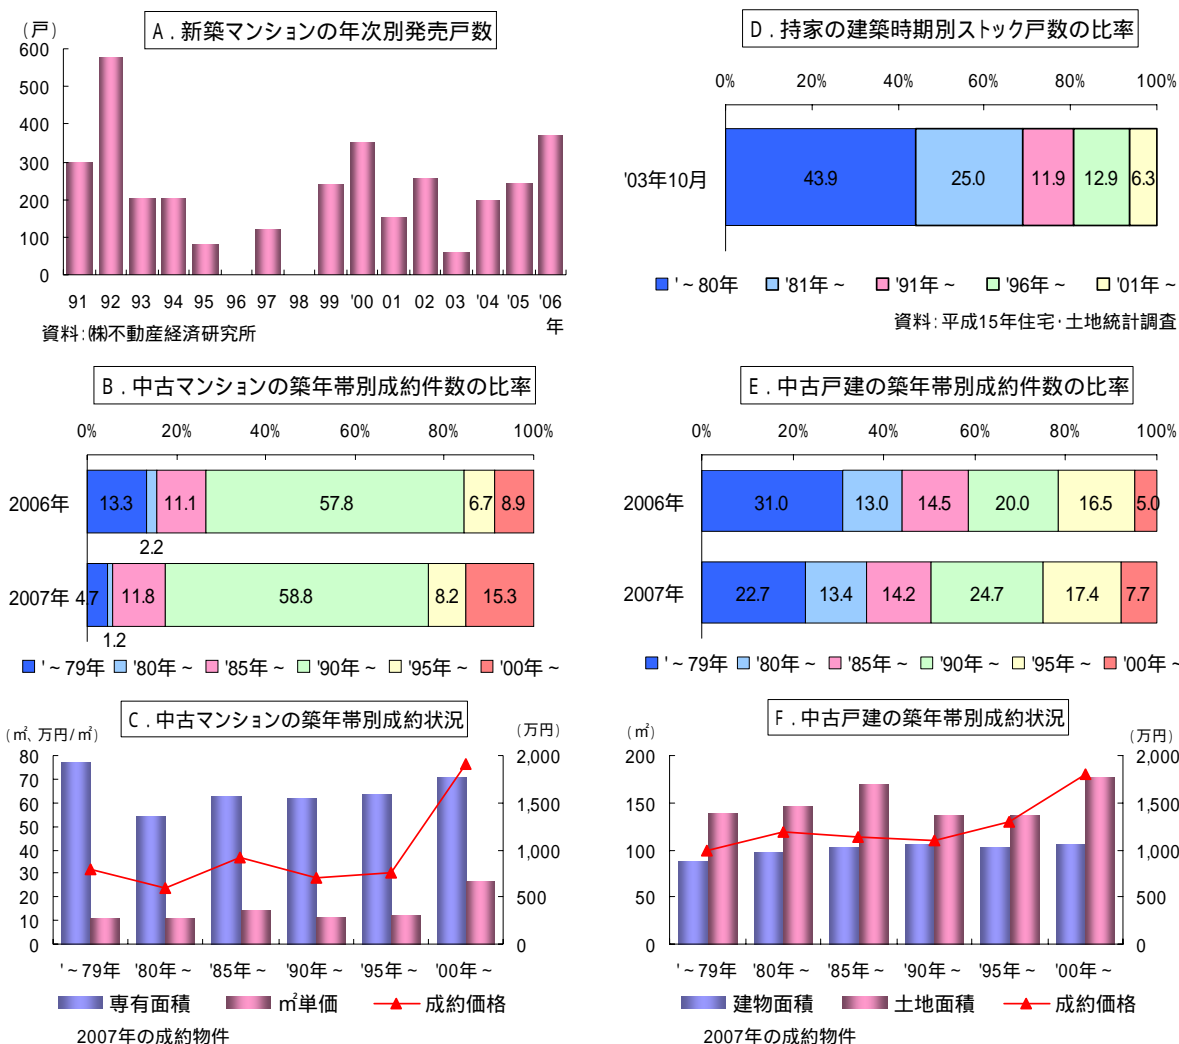 A．新築マンションの年次別発売戸数
(戸)
600
500
400
300
200
100
0
91 92 93 94 95 96 97 98 99 '00 01 02 03 '04 '05 '06
年
資料：㈱不動産経済研究所
D．持家の建築時期別ストック戸数の比率
0% 20% 40% 60% 80% 100%
'03年10月 43.9 25.0 11.9 12.9 6.3
'～80年 '81年～ '91年～ '96年～ '01年～
資料：平成15年住宅・土地統計調査
B．中古マンションの築年帯別成約件数の比率
0% 20% 40% 60% 80% 100%
2006年 13.3 11.1 57.8 6.7 8.9
2.2
2007年 4.7 11.8 58.8 8.2 15.3
1.2
'～79年 '80年～ '85年～ '90年～ '95年～ '00年～
E．中古戸建の築年帯別成約件数の比率
0% 20% 40% 60% 80% 100%
2006年 31.0 13.0 14.5 20.0 16.5 5.0
2007年 22.7 13.4 14.2 24.7 17.4 7.7
'～79年 '80年～ '85年～ '90年～ '95年～ '00年～
C．中古マンションの築年帯別成約状況
(㎡、万円/㎡) (万円)
80 2,000
70
60 1,500
50
40 1,000
30
20 500
10
0 0
'～79年 '80年～ '85年～ '90年～ '95年～ '00年～
専有面積 ㎡単価 成約価格
2007年の成約物件
F．中古戸建の築年帯別成約状況
(㎡) (万円)
200 2,000
150 1,500
100 1,000
50 500
0 0
'～79年 '80年～ '85年～ '90年～ '95年～ '00年～
建物面積 土地面積 成約価格
2007年の成約物件